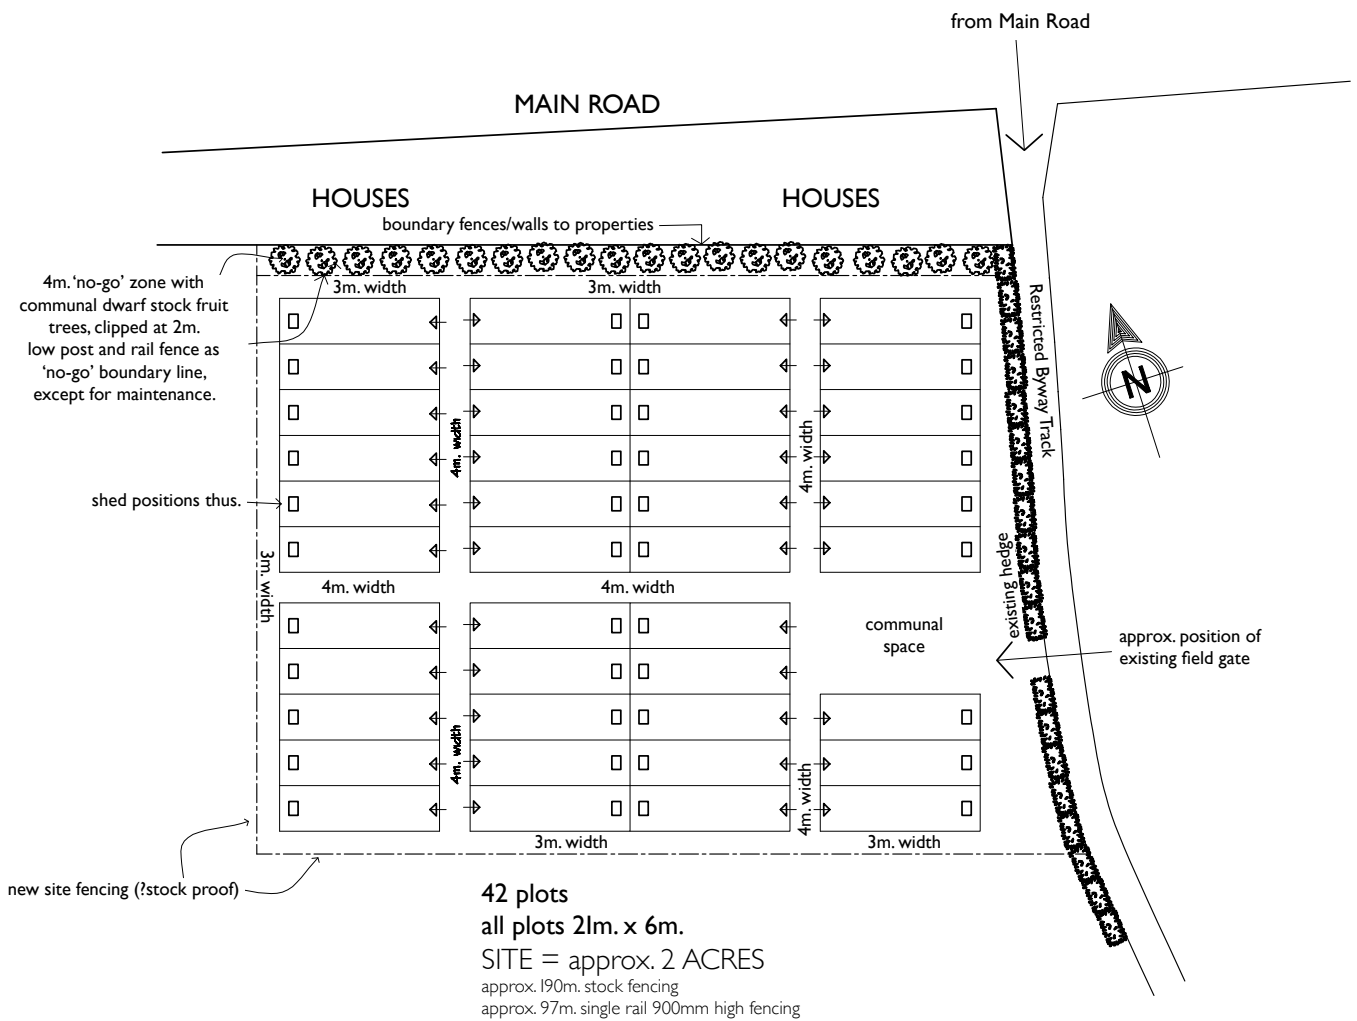 from Main Road
MAIN ROAD
HOUSES
HOUSES
boundary fences/walls to properties
4m. 'no-go' zone with
communal dwarf stock fruit
trees, clipped at 2m.
low post and rail fence as
'no-go' boundary line,
except for maintenance.
3m. width
3m. width
Restricted Byway Track
N
4m. width
4m. width
shed positions thus.
3m. width
4m. width
4m. width
existing hedge
communal
space
approx. position of
existing field gate
4m. width
4m. width
3m. width
3m. width
new site fencing (?stock proof)
42 plots
all plots 21m. x 6m.
SITE = approx. 2 ACRES
approx. 190m. stock fencing
approx. 97m. single rail 900mm high fencing